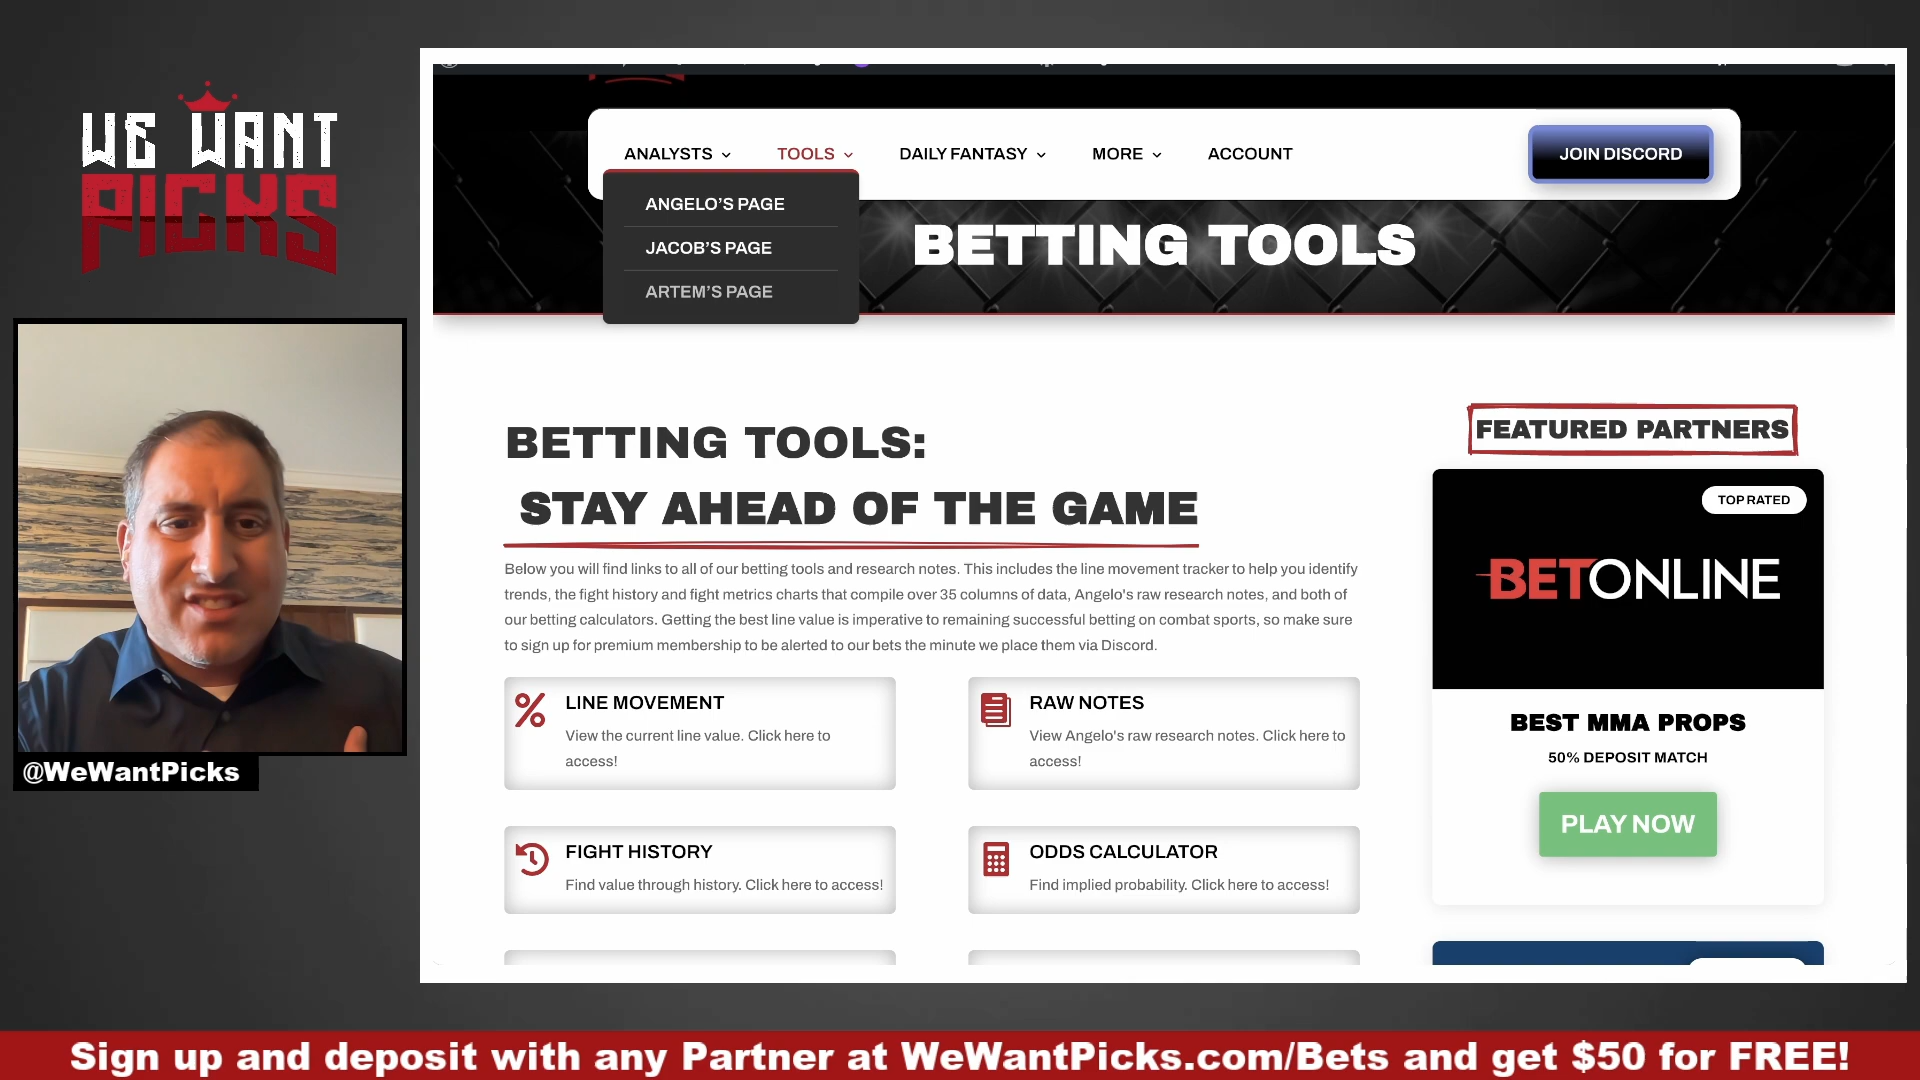 WE WANT
PICKS
@WeWantPicks
ANALYSTS
TOOLS
DAILY FANTASY
MORE
ACCOUNT
JOIN DISCORD
ANGELO'S PAGE
JACOB'S PAGE
ARTEM'S PAGE
BETTING TOOLS
BETTING TOOLS:
STAY AHEAD OF THE GAME
Below you will find links to all of our betting tools and research notes. This includes the line movement tracker to help you identify
trends, the fight history and fight metrics charts that compile over 35 columns of data, Angelo's raw research notes, and both of
our betting calculators. Getting the best line value is imperative to remaining successful betting on combat sports, so make sure
to sign up for premium membership to be alerted to our bets the minute we place them via Discord.
LINE MOVEMENT
View the current line value. Click here to
access!
RAW NOTES
View Angelo's raw research notes. Click here to
access!
FIGHT HISTORY
Find value through history. Click here to access!
ODDS CALCULATOR
Find implied probability. Click here to access!
FEATURED PARTNERS
TOP RATED
BETONLINE
BEST MMA PROPS
50% DEPOSIT MATCH
PLAY NOW
Sign up and deposit with any Partner at WeWantPicks.com/Bets and get $50 for FREE!